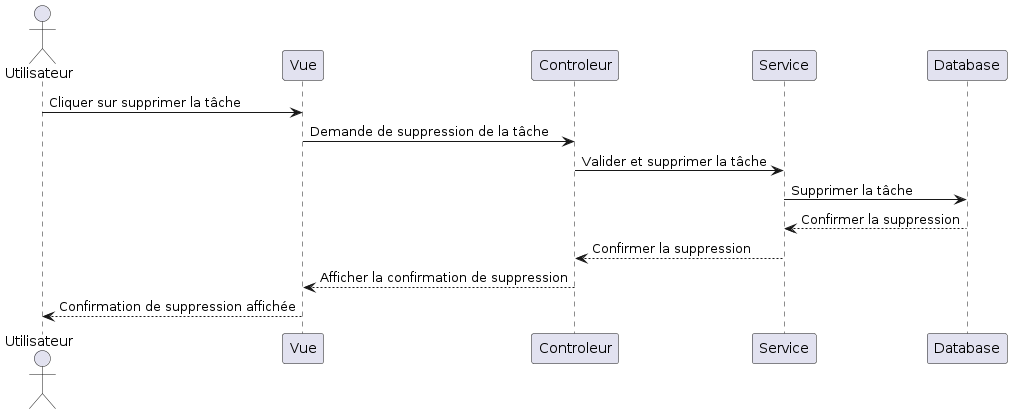 Utilisateur
Vue
Controleur
Service
Database
Cliquer sur supprimer la tâche
Demande de suppression de la tâche
Valider et supprimer la tâche
Supprimer la tâche
Confirmer la suppression
Confirmer la suppression
Afficher la confirmation de suppression
Confirmation de suppression affichée
Utilisateur
Vue
Controleur
Service
Database